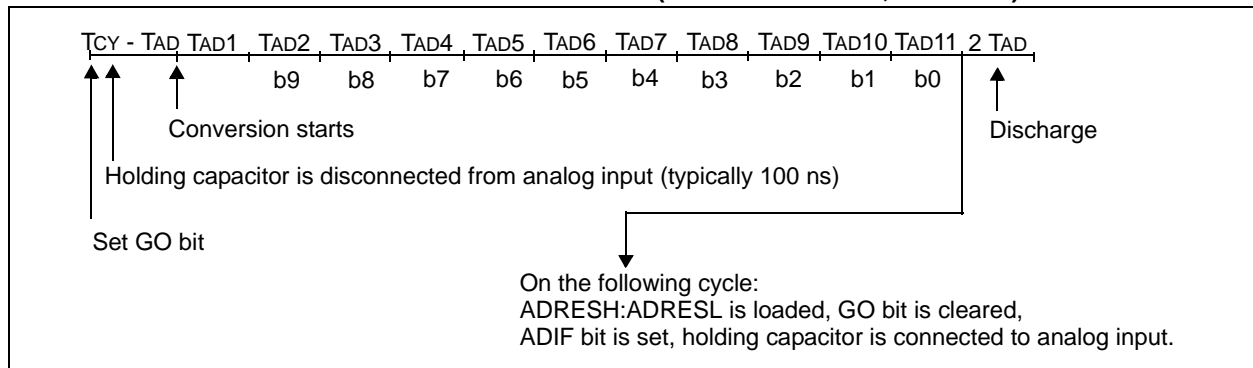 TCY - TAD TAD1 TAD2 TAD3 TAD4 TAD5 TAD6 TAD7 TAD8 TAD9 TAD10 TAD11 2 TAD
b9 b8 b7 b6 b5 b4 b3 b2 b1 b0
Conversion starts
Discharge
Holding capacitor is disconnected from analog input (typically 100 ns)
Set GO bit
On the following cycle:
ADRESH:ADRESL is loaded, GO bit is cleared,
ADIF bit is set, holding capacitor is connected to analog input.